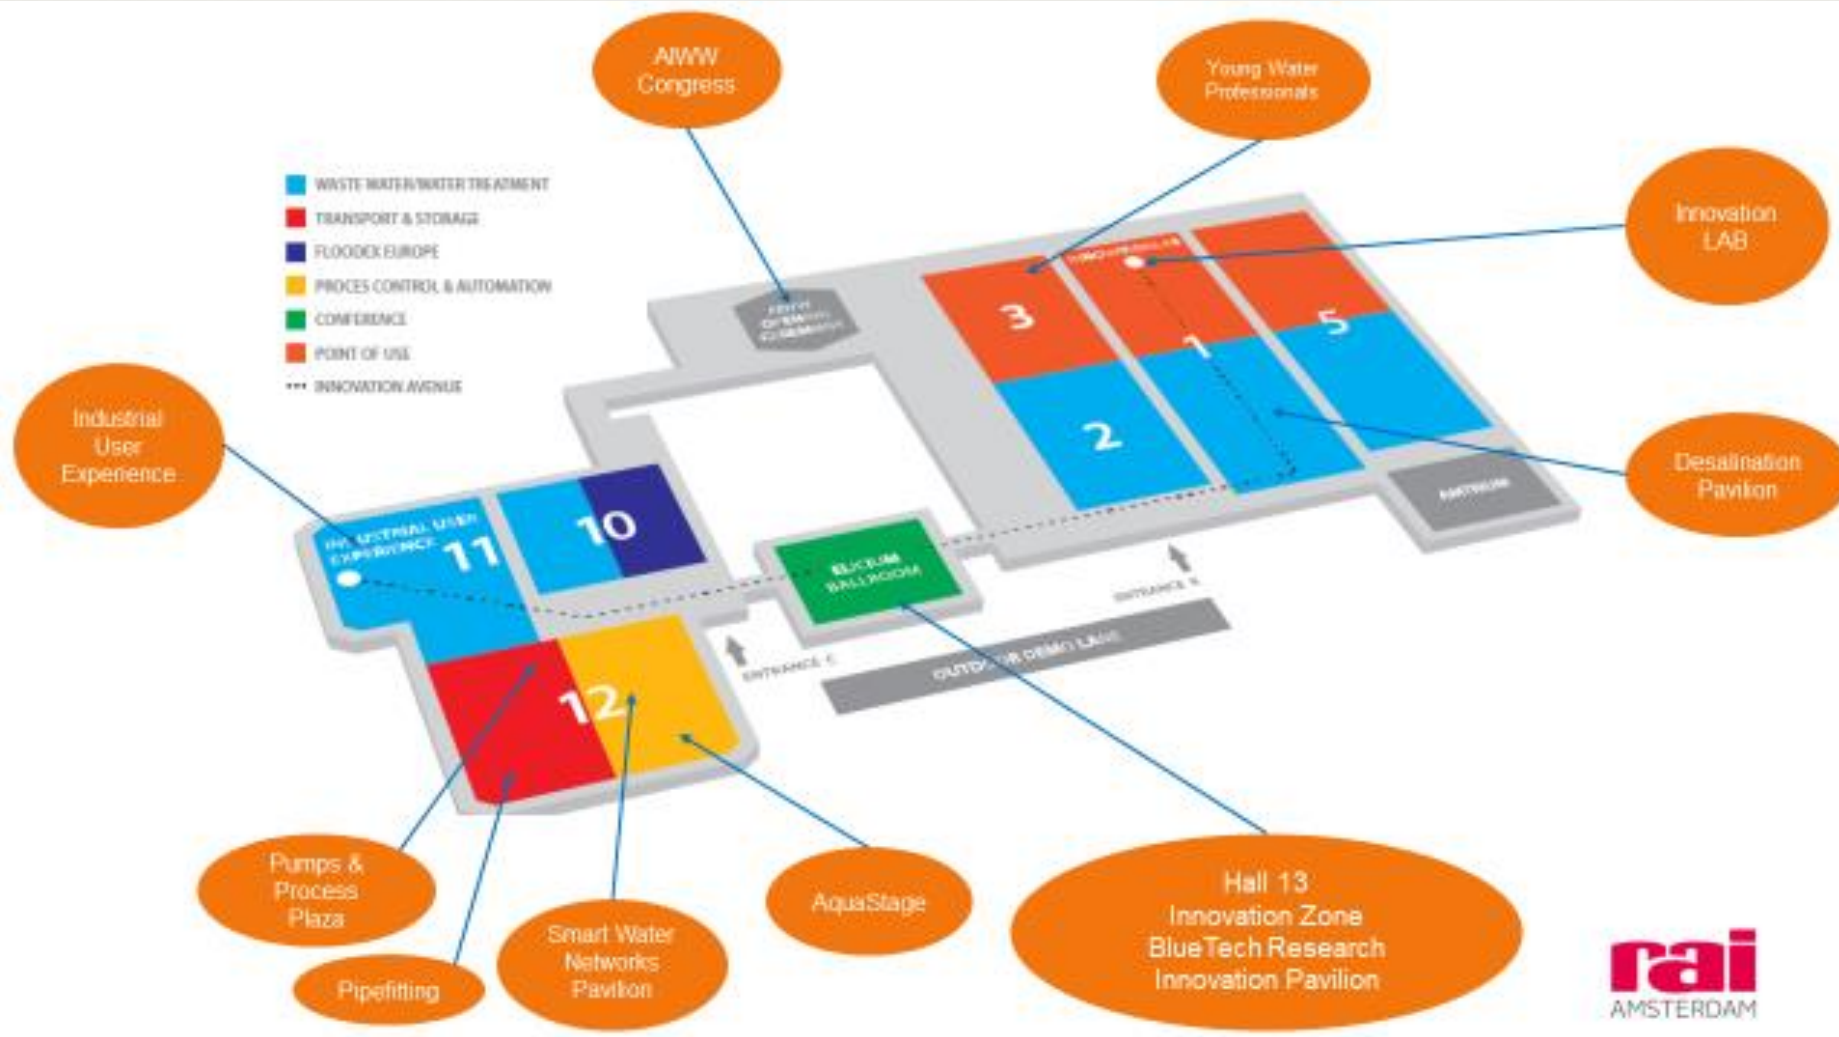 AIWW
Congress
Young Water
Professionals
Innovation
LAB
WASTE WATER/WATER TREATMENT
TRANSPORT & STORAGE
FLOODEX EUROPE
PROCES CONTROL & AUTOMATION
CONFERENCE
POINT OF USE
INNOVATION AVENUE
3
1
5
2
Industrial
User
Experience
Desalination
Pavilion
INDUSTRIAL USER
EXPERIENCE
11
10
ELICIUM
BALLROOM
ENTRANCE C
OUTDOOR DEMO LANE
12
Pumps &
Process
Plaza
Pipefitting
Smart Water
Networks
Pavilion
AquaStage
Hall 13
Innovation Zone
BlueTech Research
Innovation Pavilion
rai
AMSTERDAM